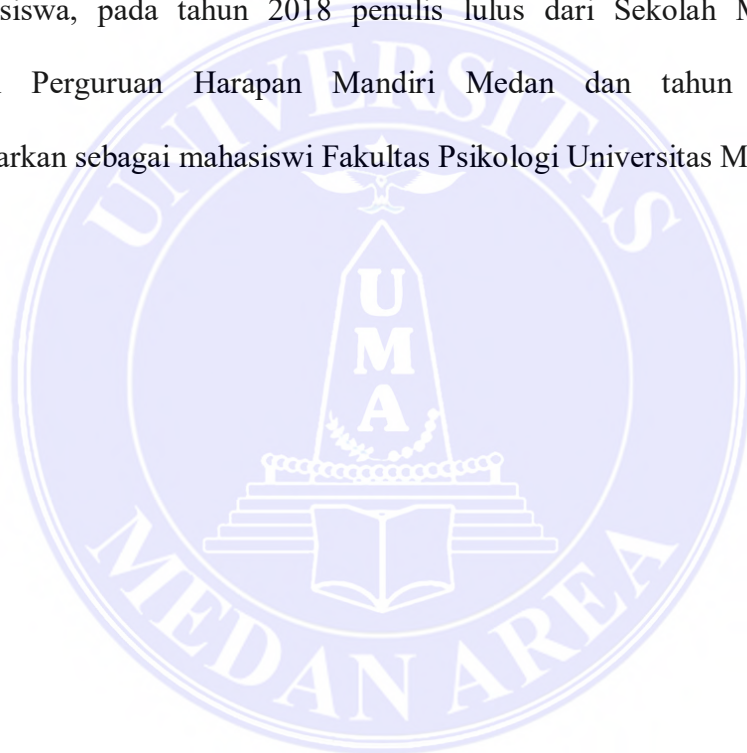 siswa, pada tahun 2018 penulis lulus dari Sekolah M
Perguruan Harapan Mandiri Medan dan tahun
arkan sebagai mahasiswi Fakultas Psikologi Universitas M
UNIVERSITAS
UMA
MEDAN AREA